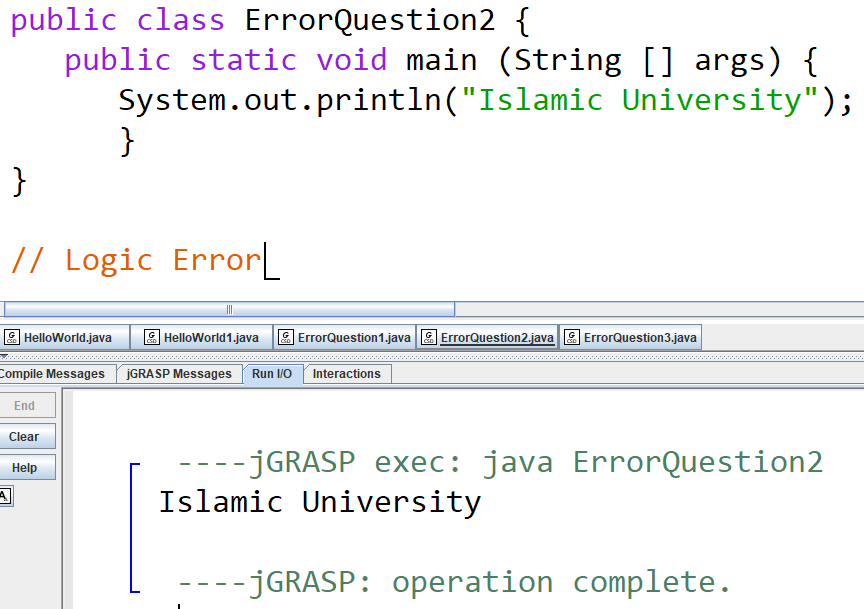 public class ErrorQuestion2 {
public static void main (String [] args) {
System.out.println("Islamic University");
}
}
// Logic Error
HelloWorld.java HelloWorld1.java ErrorQuestion1.java ErrorQuestion2.java ErrorQuestion3.java
Compile Messages jGRASP Messages Run I/O Interactions
End
Clear
Help
----jGRASP exec: java ErrorQuestion2
Islamic University
----jGRASP: operation complete.